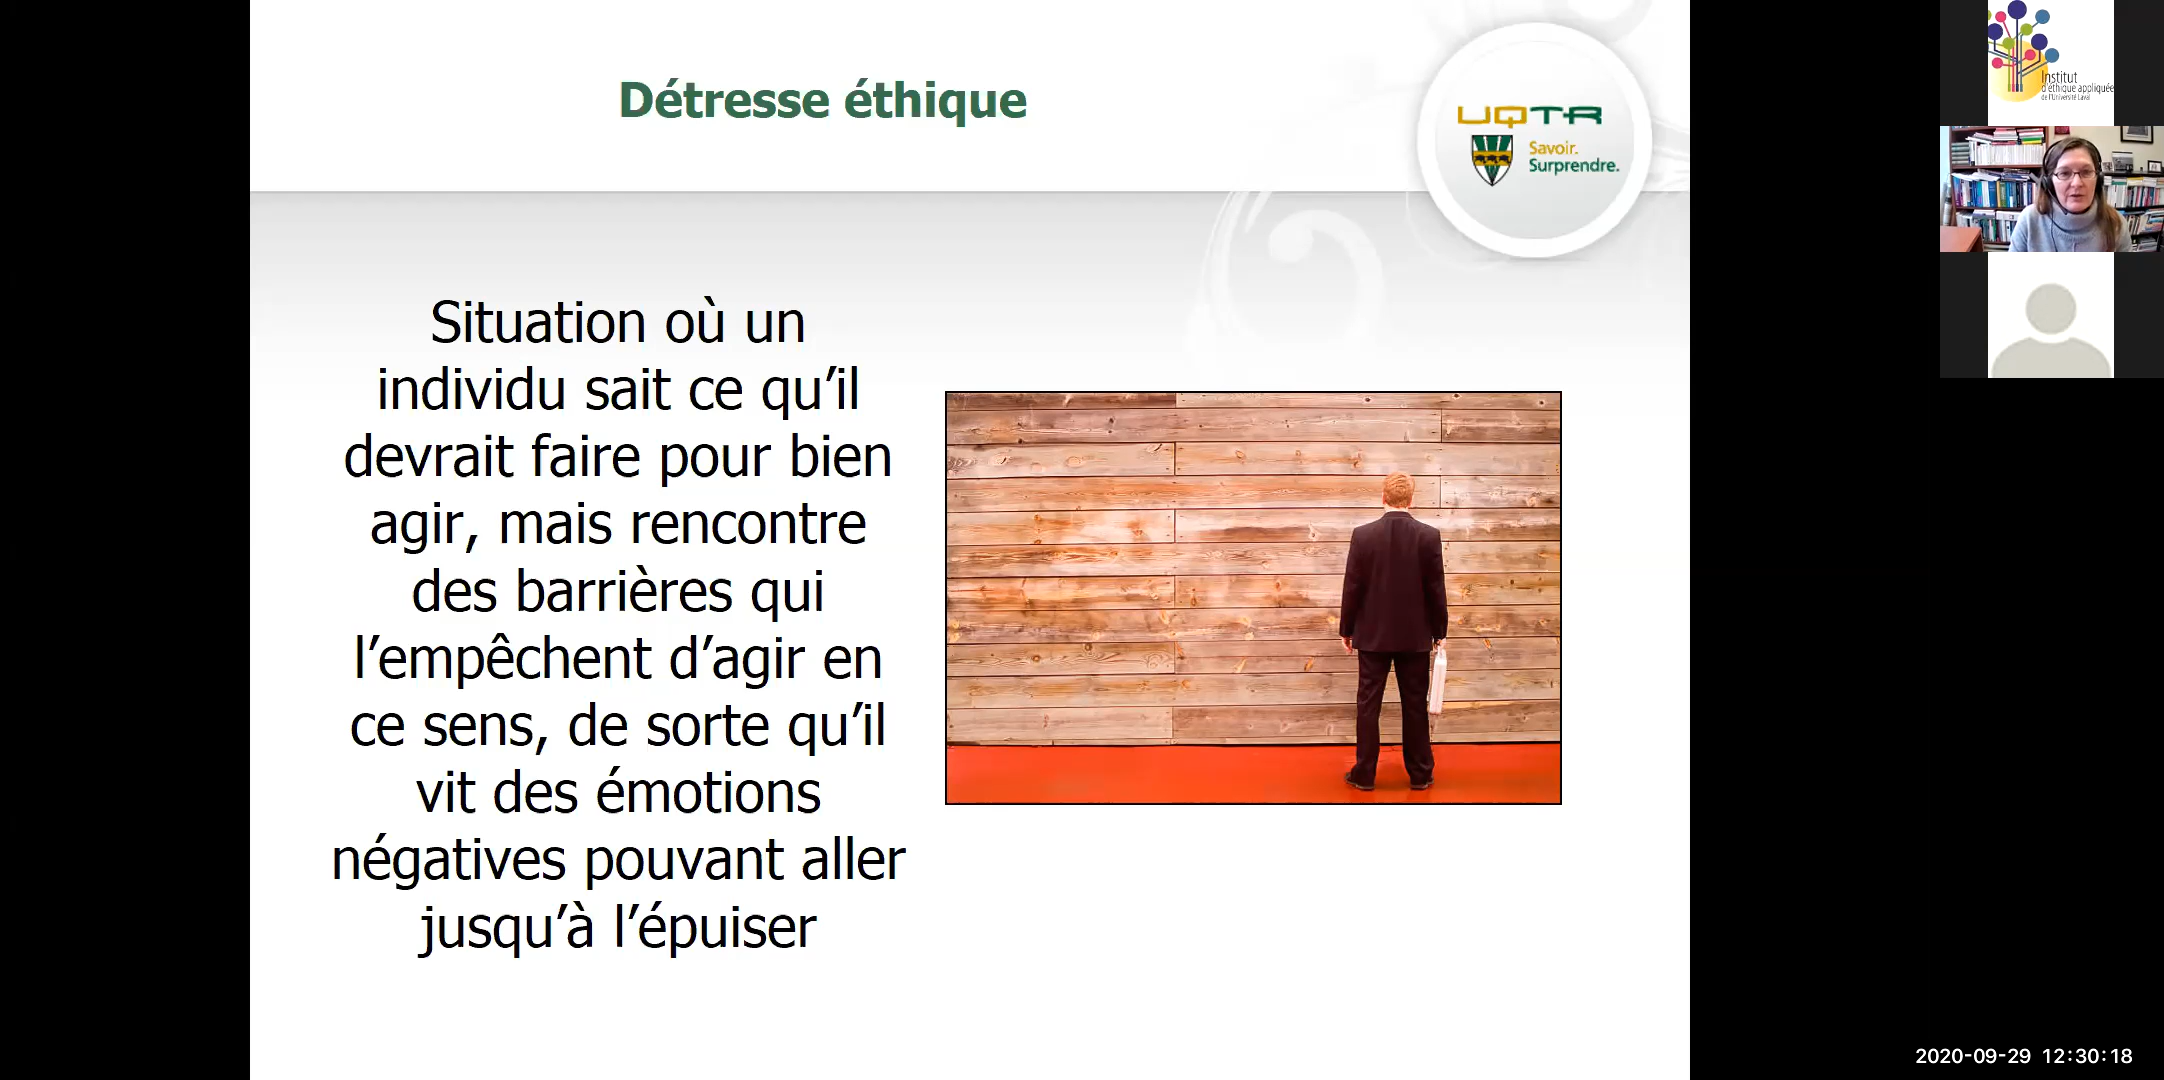 Détresse éthique
UQTR
Savoir.
Surprendre.
Situation où un
individu sait ce qu’il
devrait faire pour bien
agir, mais rencontre
des barrières qui
l’empêchent d’agir en
ce sens, de sorte qu’il
vit des émotions
négatives pouvant aller
jusqu’à l’épuiser
Institut
d'éthique appliquée
de l'Université Laval
2020-09-29 12:30:18